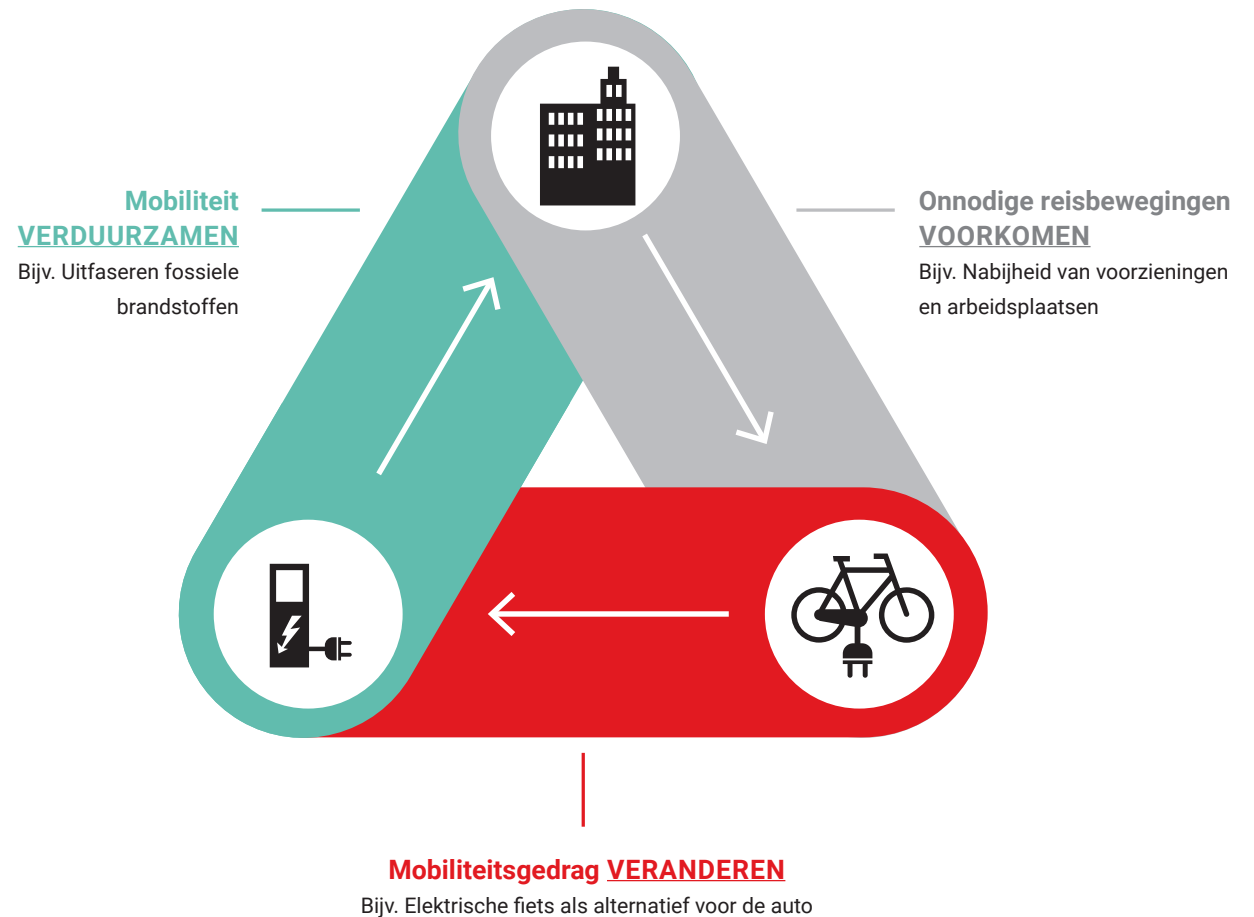 Mobiliteit
VERDUURZAMEN
Bijv. Uitfaseren fossiele
brandstoffen
Onnodige reisbewegingen
VOORKOMEN
Bijv. Nabijheid van voorzieningen
en arbeidsplaatsen
Mobiliteitsgedrag VERANDEREN
Bijv. Elektrische fiets als alternatief voor de auto